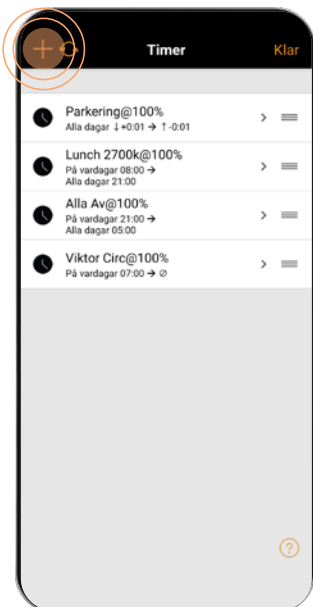 Timer
Klar
Parkering@100%
Alla dagar ↓+0:01 → ↑-0:01
Lunch 2700k@100%
På vardagar 08:00 →
Alla dagar 21:00
Alla Av@100%
På vardagar 21:00 →
Alla dagar 05:00
Viktor Circ@100%
På vardagar 07:00 → ⊘
?